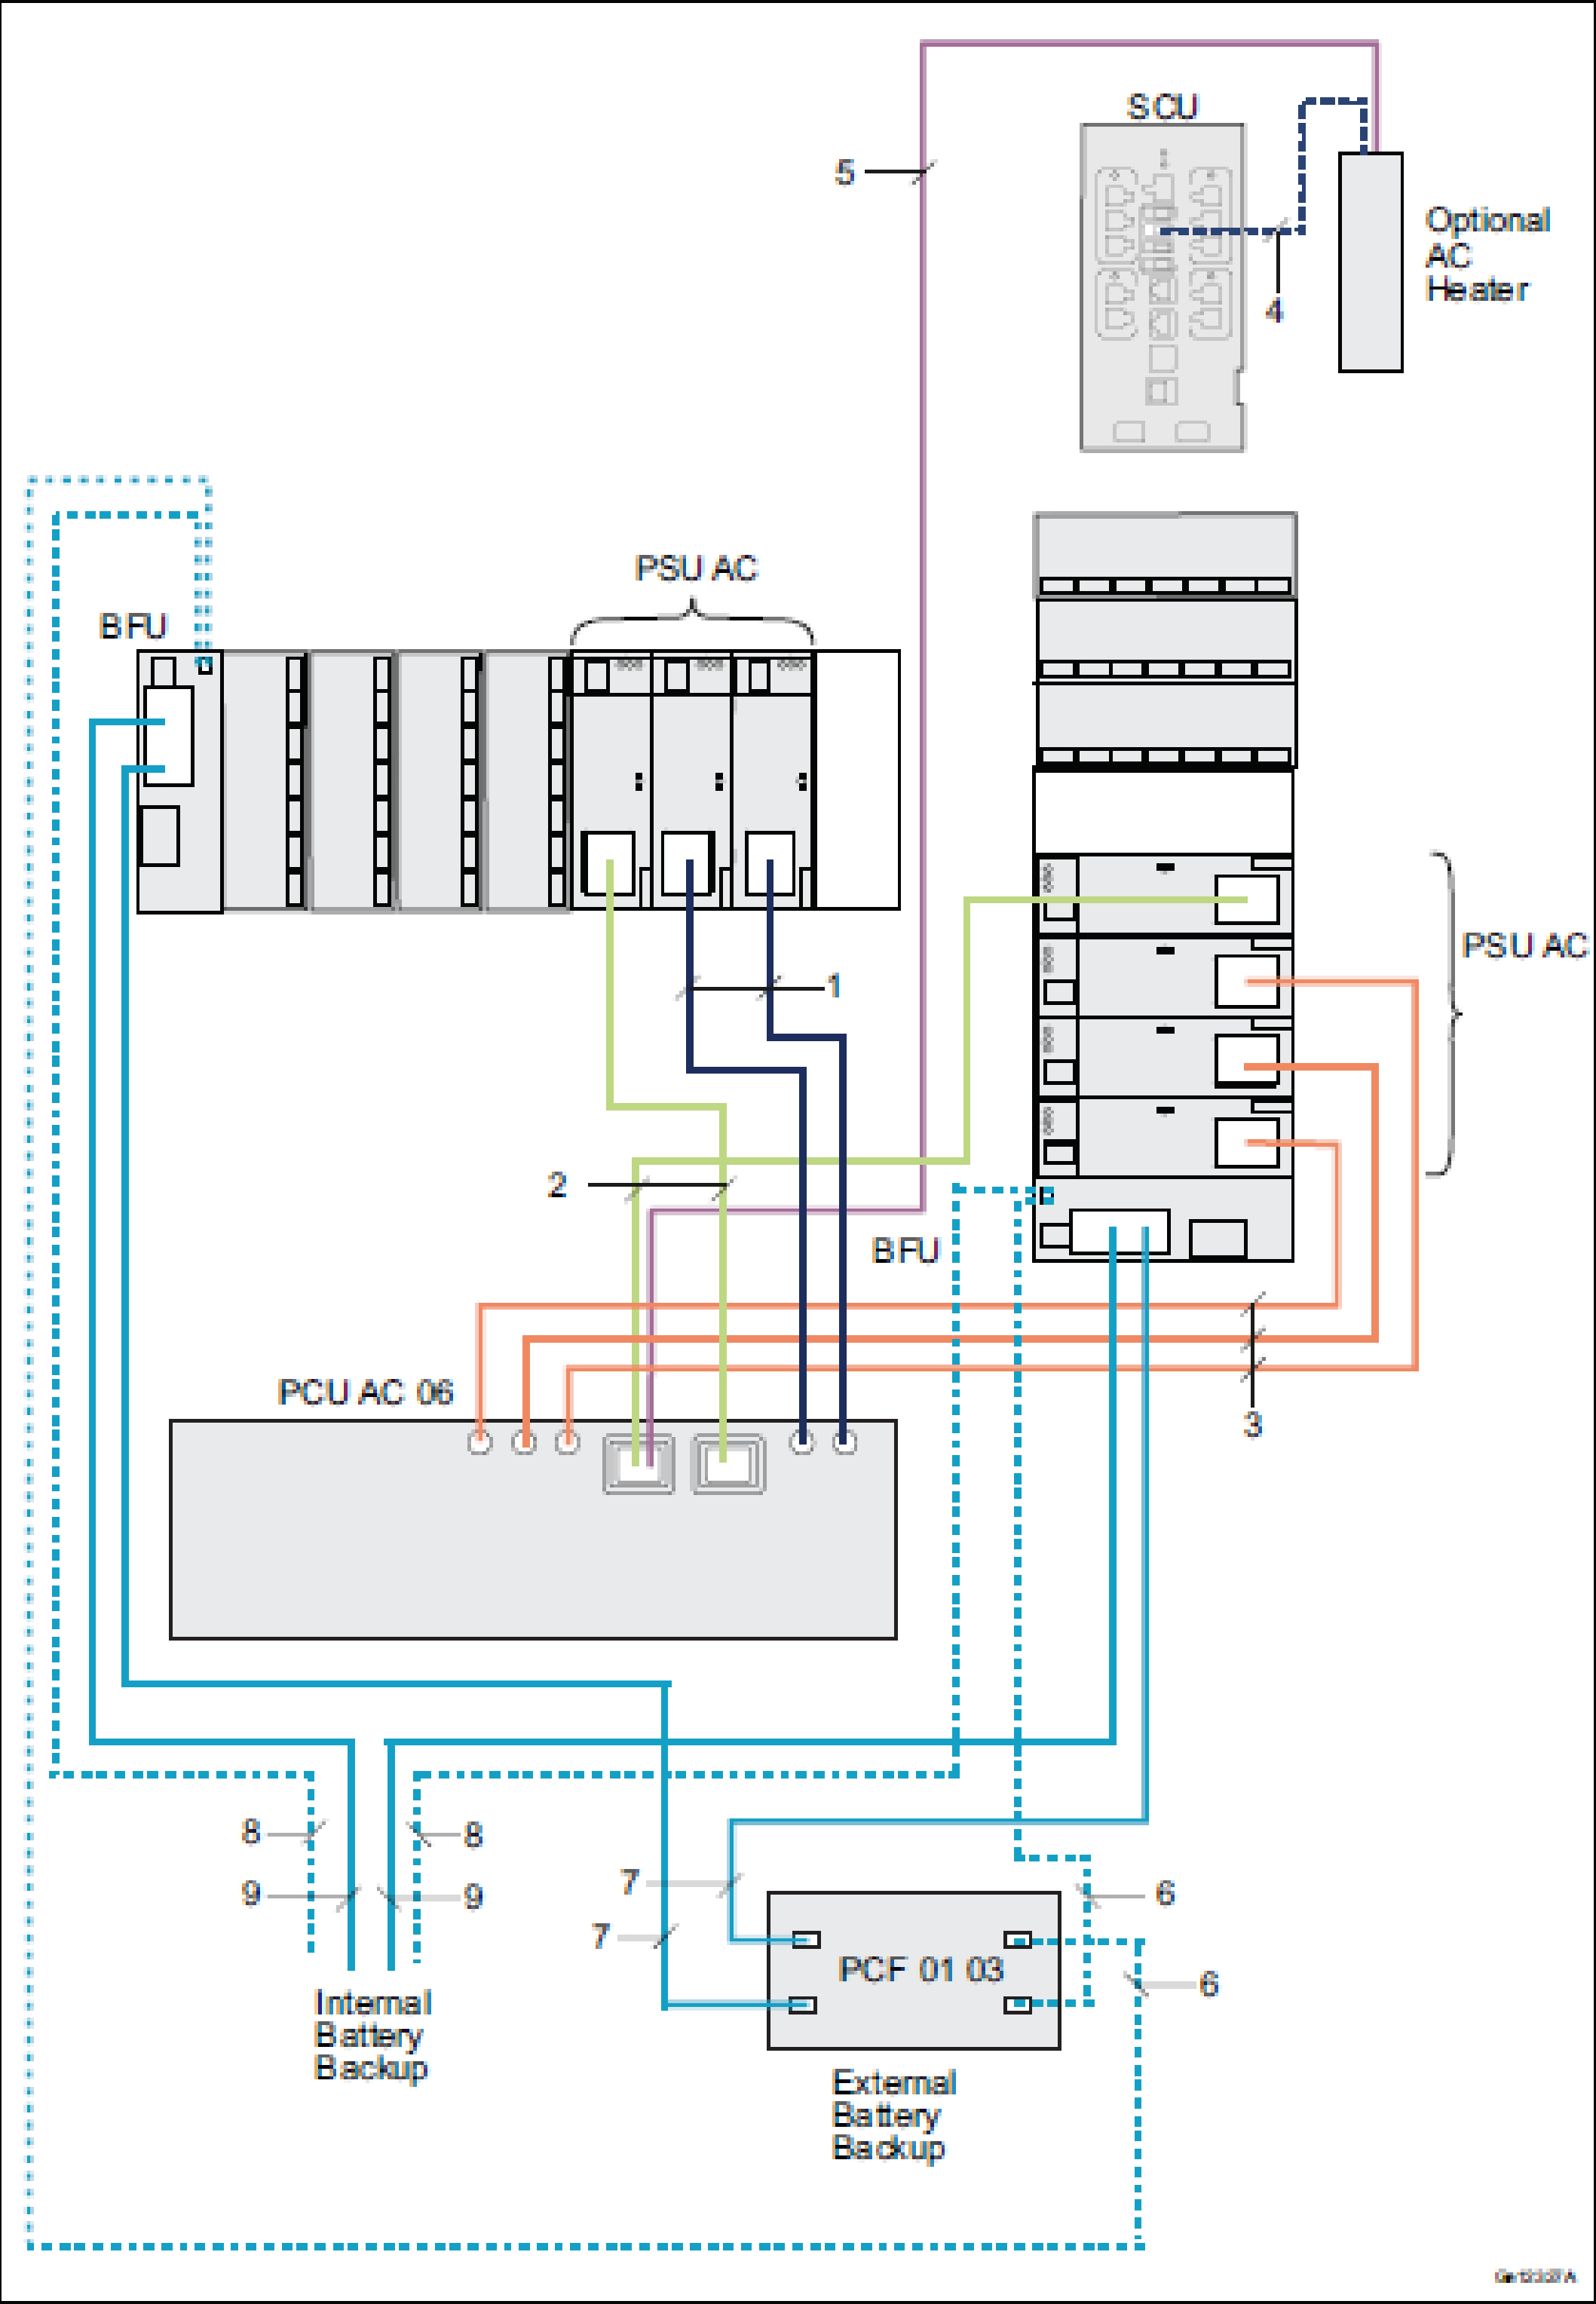 SCU
5
Optional
AC
Heater
4
PSU AC
BFU
PSU AC
1
2
BFU
PCU AC 06
3
8
8
7
6
9
9
7
PCF 01 03
6
Internal
Battery
Backup
External
Battery
Backup